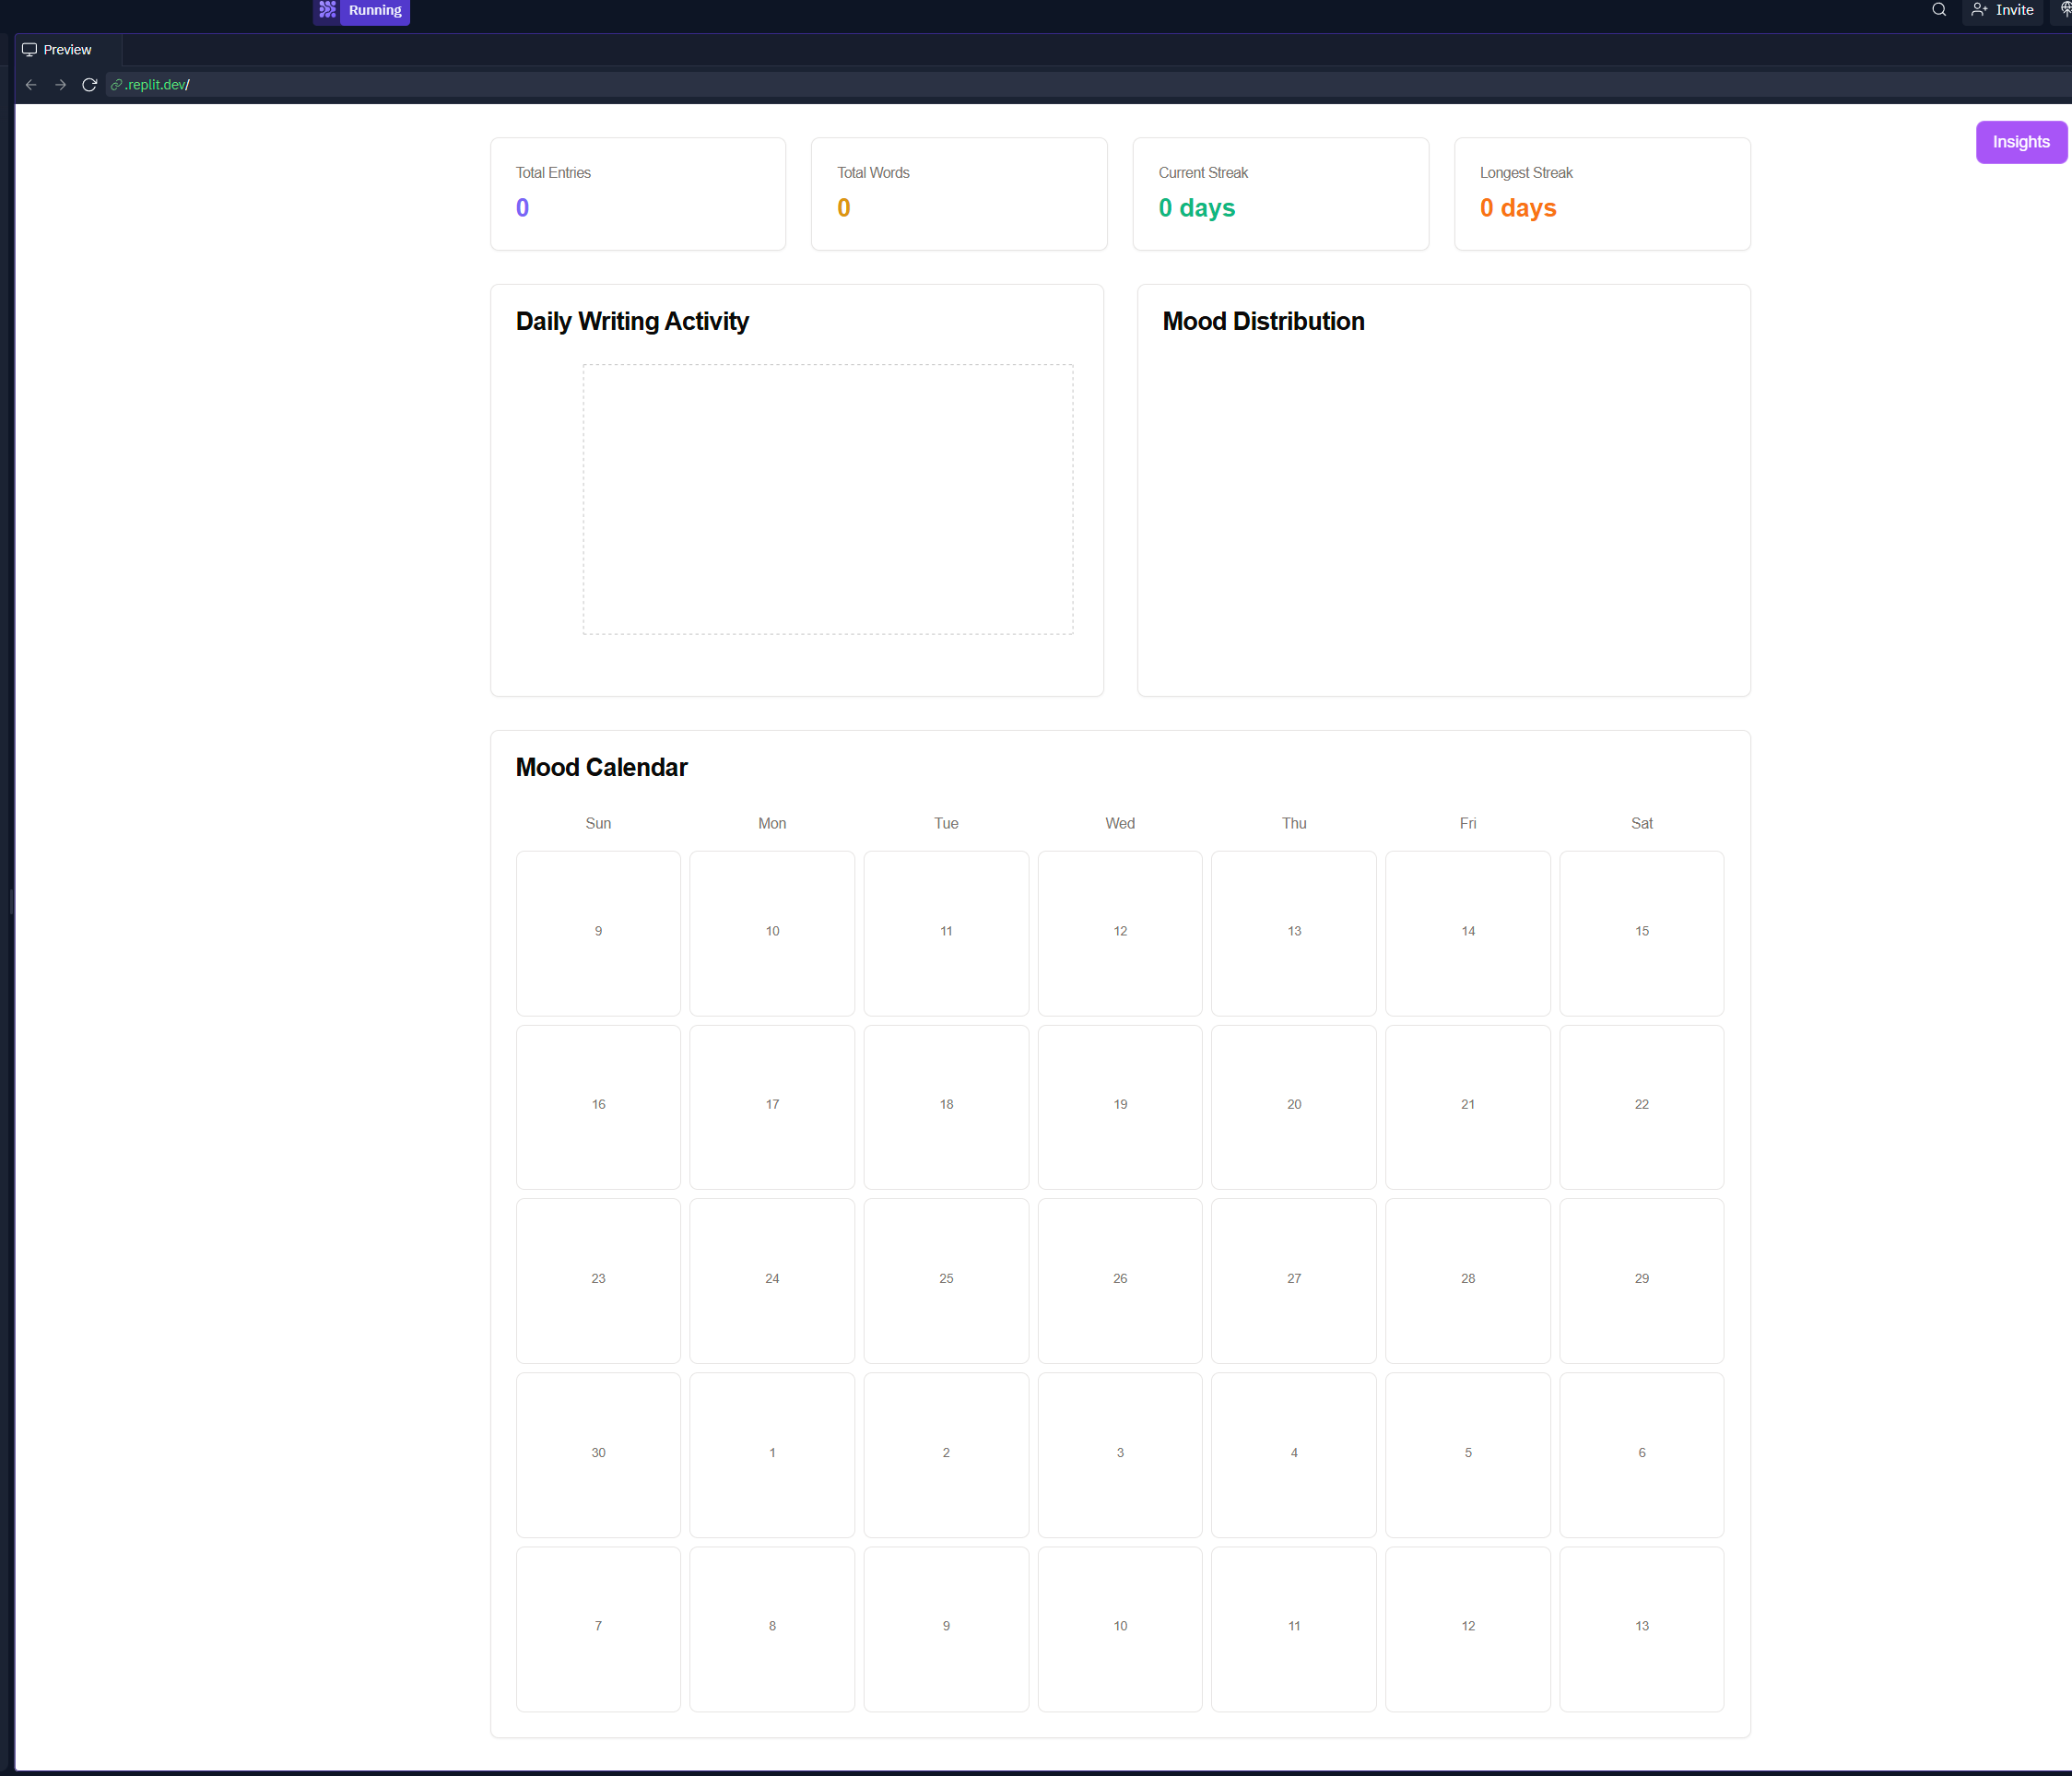 Running
Invite
Preview
.replit.dev/
Insights
Total Entries
0
Total Words
0
Current Streak
0 days
Longest Streak
0 days
Daily Writing Activity
Mood Distribution
Mood Calendar
Sun Mon Tue Wed Thu Fri Sat
9 10 11 12 13 14 15
16 17 18 19 20 21 22
23 24 25 26 27 28 29
30 1 2 3 4 5 6
7 8 9 10 11 12 13